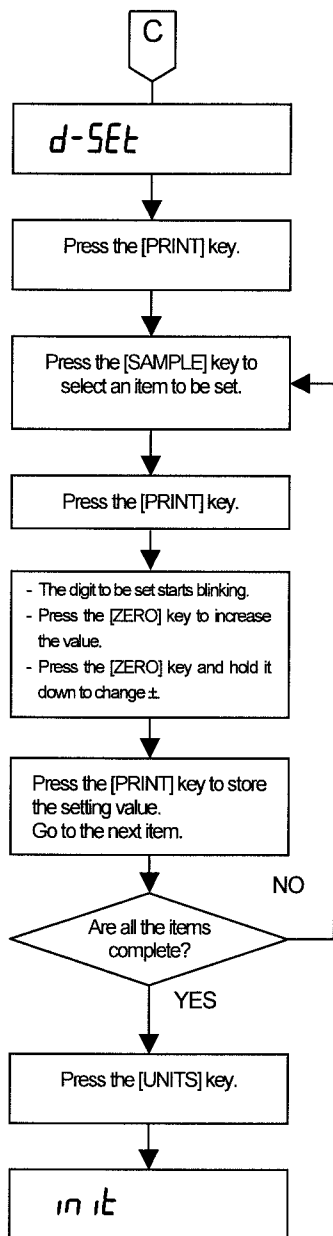 C
d-SEt
Press the [PRINT] key.
Press the [SAMPLE] key to
select an item to be set.
Press the [PRINT] key.
- The digit to be set starts blinking.
- Press the [ZERO] key to increase
the value.
- Press the [ZERO] key and hold it
down to change ±.
Press the [PRINT] key to store
the setting value.
Go to the next item.
NO
Are all the items
complete?
YES
Press the [UNITS] key.
init